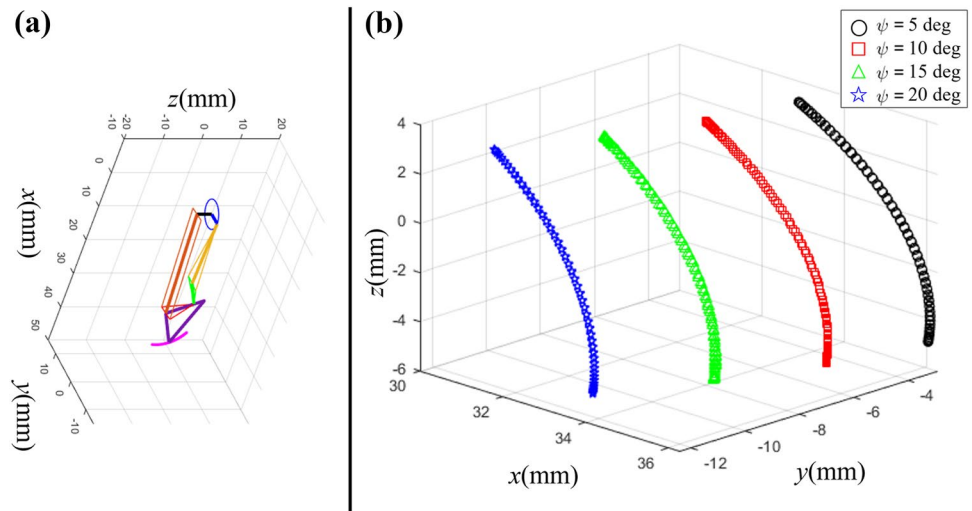 (a)
z(mm)
-20
-10
0
10
20
-10
0
10
20
30
40
50
x(mm)
10
0
-10
y(mm)
(b)
ψ = 5 deg
ψ = 10 deg
ψ = 15 deg
ψ = 20 deg
4
2
0
-2
-4
-6
z(mm)
30
32
34
36
x(mm)
-12
-10
-8
-6
-4
y(mm)